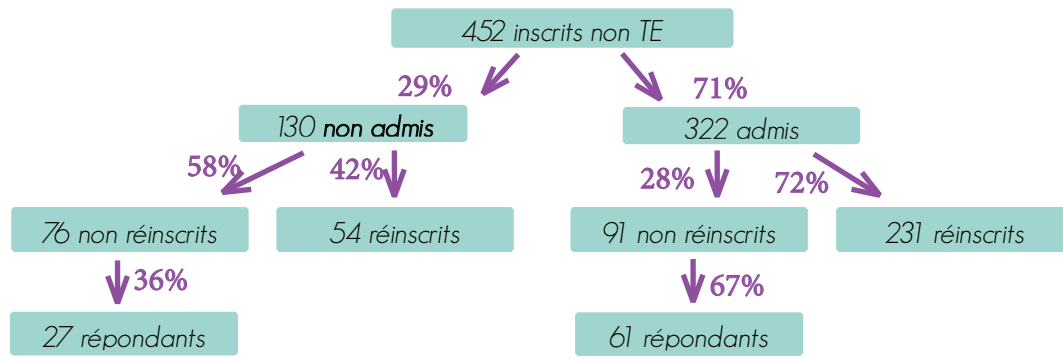 452 inscrits non TE
29% 71%
130 non admis 322 admis
58% 42% 28% 72%
76 non réinscrits 54 réinscrits 91 non réinscrits 231 réinscrits
36% 67%
27 répondants 61 répondants